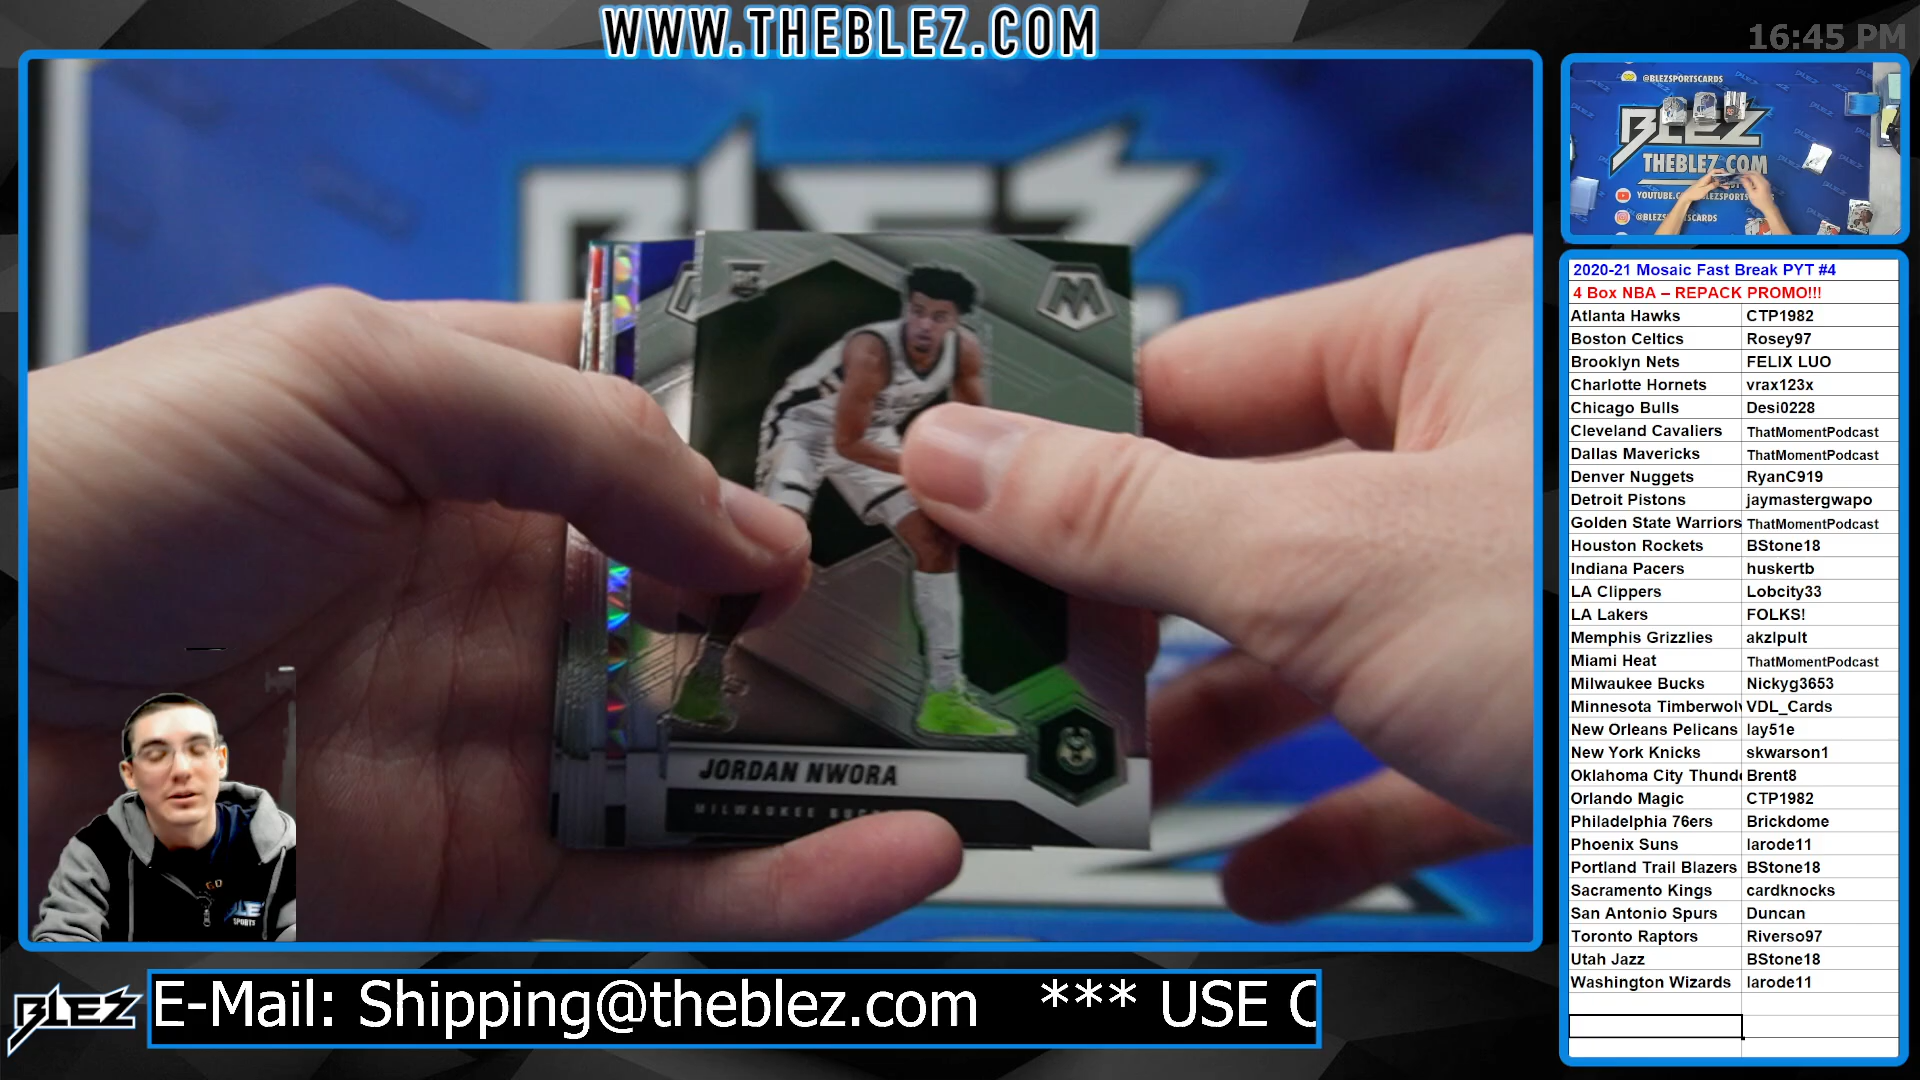 WWW.THEBLEZ.COM
16:45 PM
@BLEZSPORTSCARDS
BLEZ
THEBLEZ.COM
BLEZ
RC
JORDAN NWORA
2020-21 Mosaic Fast Break PYT #4
4 Box NBA – REPACK PROMO!!!
Atlanta Hawks CTP1982
Boston Celtics Rosey97
Brooklyn Nets FELIX LUO
Charlotte Hornets vrax123x
Chicago Bulls Desi0228
Cleveland Cavaliers ThatMomentPodcast
Dallas Mavericks ThatMomentPodcast
Denver Nuggets RyanC919
Detroit Pistons jaymastergwapo
Golden State Warriors ThatMomentPodcast
Houston Rockets BStone18
Indiana Pacers huskertb
LA Clippers Lobcity33
LA Lakers FOLKS!
Memphis Grizzlies akzlpult
Miami Heat ThatMomentPodcast
Milwaukee Bucks Nickyg3653
Minnesota Timberwolv VDL_Cards
New Orleans Pelicans lay51e
New York Knicks skwarson1
Oklahoma City Thund Brent8
Orlando Magic CTP1982
Philadelphia 76ers Brickdome
Phoenix Suns larode11
Portland Trail Blazers BStone18
Sacramento Kings cardknocks
San Antonio Spurs Duncan
Toronto Raptors Riverso97
Utah Jazz BStone18
Washington Wizards larode11
BLEZ
SPORTS
BLEZ
E-Mail: Shipping@theblez.com *** USE